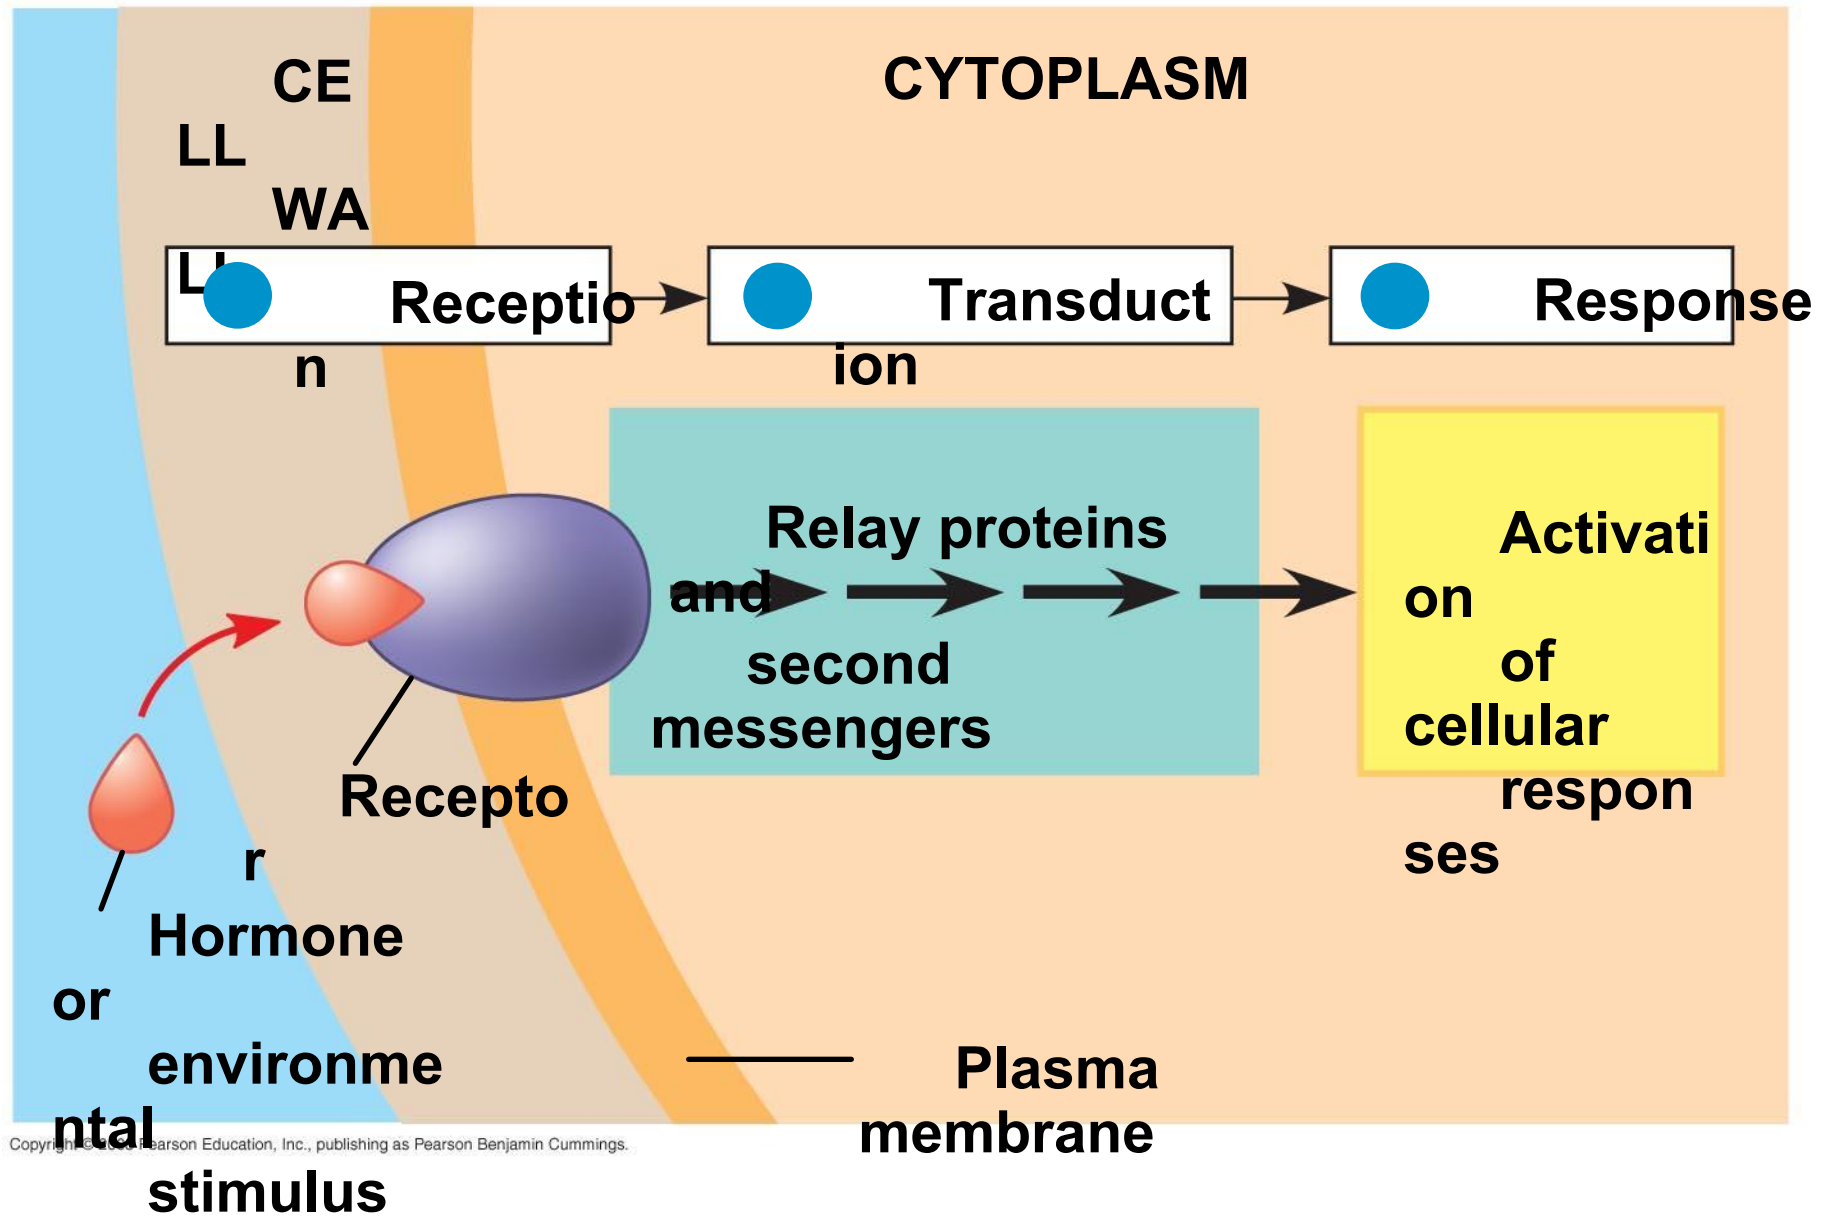 CE
LL
WA
LL
CYTOPLASM
Receptio
n
Transduct
ion
Response
Relay proteins
and
second
messengers
Activati
on
of
cellular
respon
ses
Recepto
r
Hormone
or
environme
ntal
stimulus
Plasma
membrane
Copyright © Pearson Education, Inc., publishing as Pearson Benjamin Cummings.